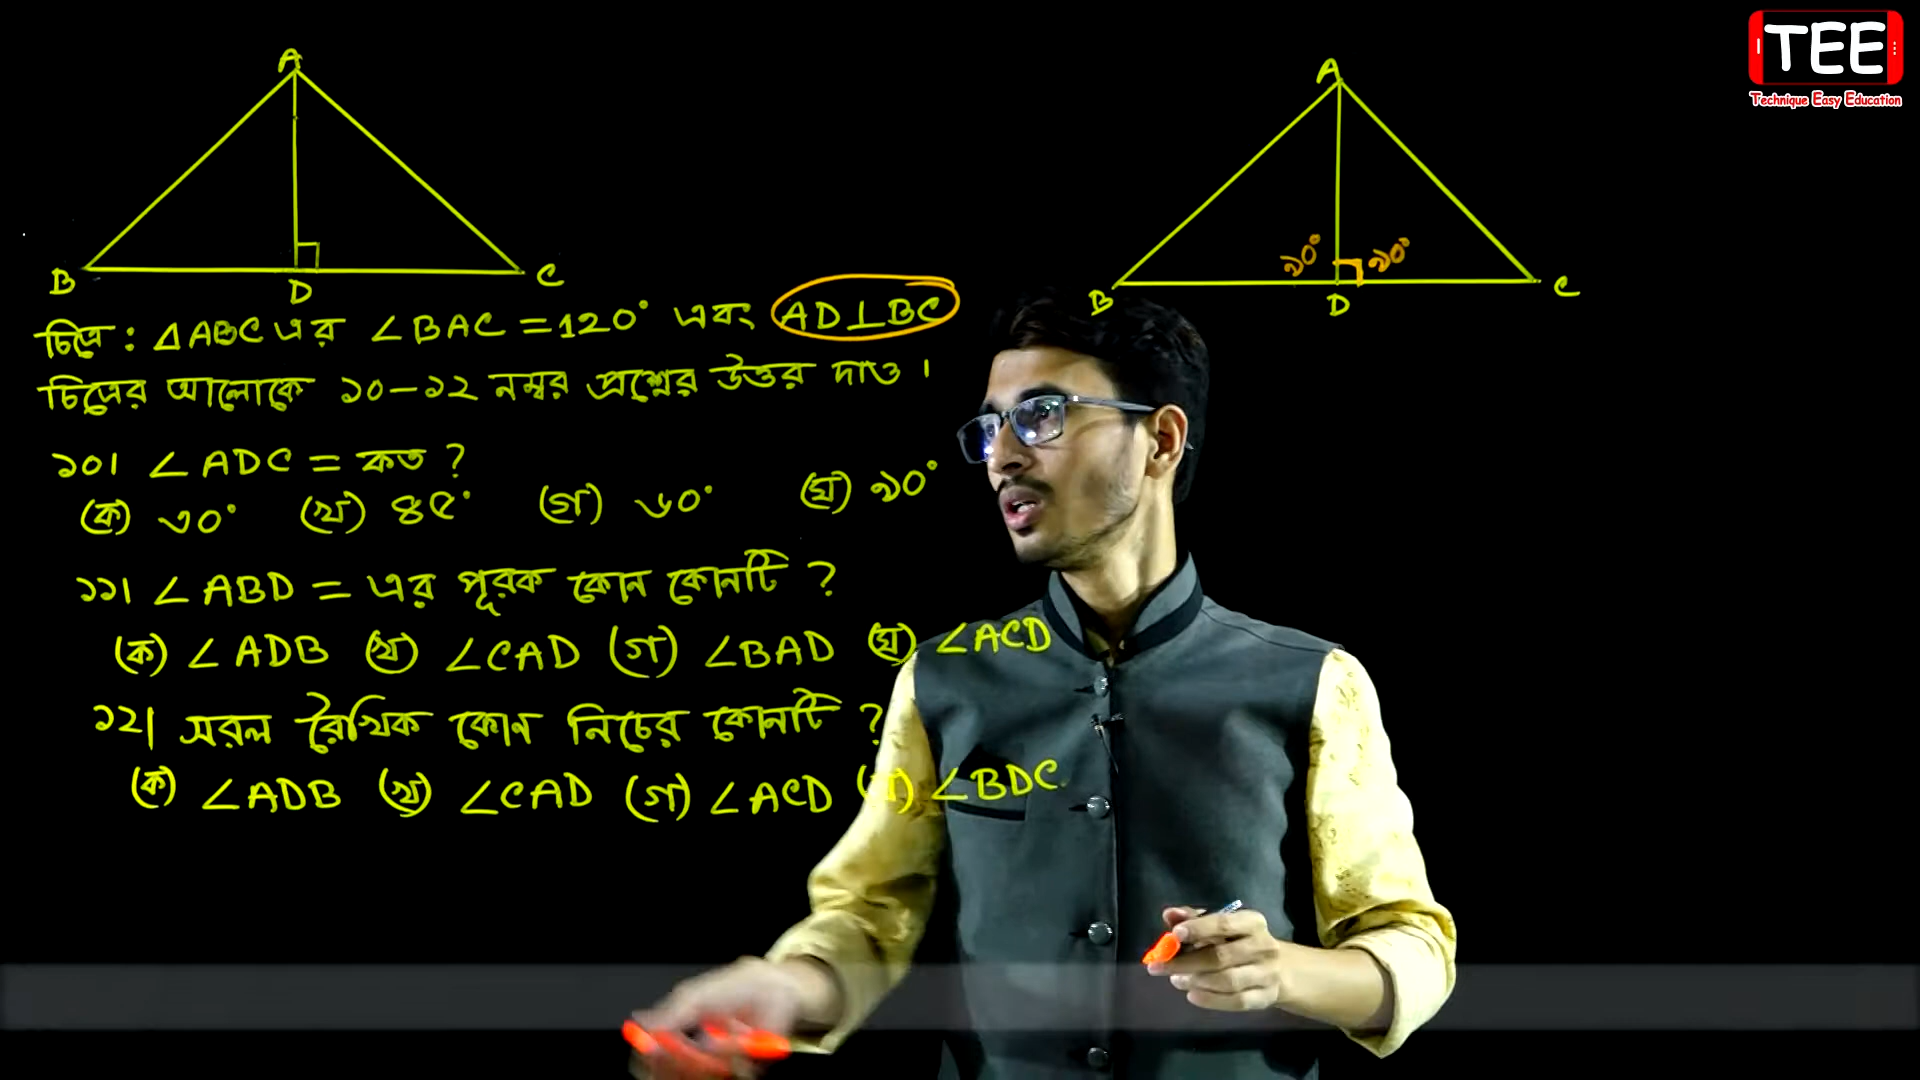 A
B
D
C
চিত্রে : △ABC এর ∠BAC = 120° এবং AD⊥BC
চিত্রের আলোকে ১০-১২ নম্বর প্রশ্নের উত্তর দাও ।
১০। ∠ADC = কত ?
(ক) ৩০° (খ) ৪৫° (গ) ৬০° (ঘ) ৯০°
১১। ∠ABD = এর পূরক কোন কোনটি ?
(ক) ∠ADB (খ) ∠CAD (গ) ∠BAD (ঘ) ∠ACD
১২। সরল রৈখিক কোন নিচের কোনটি ?
(ক) ∠ADB (খ) ∠CAD (গ) ∠ACD (ঘ) ∠BDC
A
৯০° ৯০°
B
D
C
TEE
Technique Easy Education